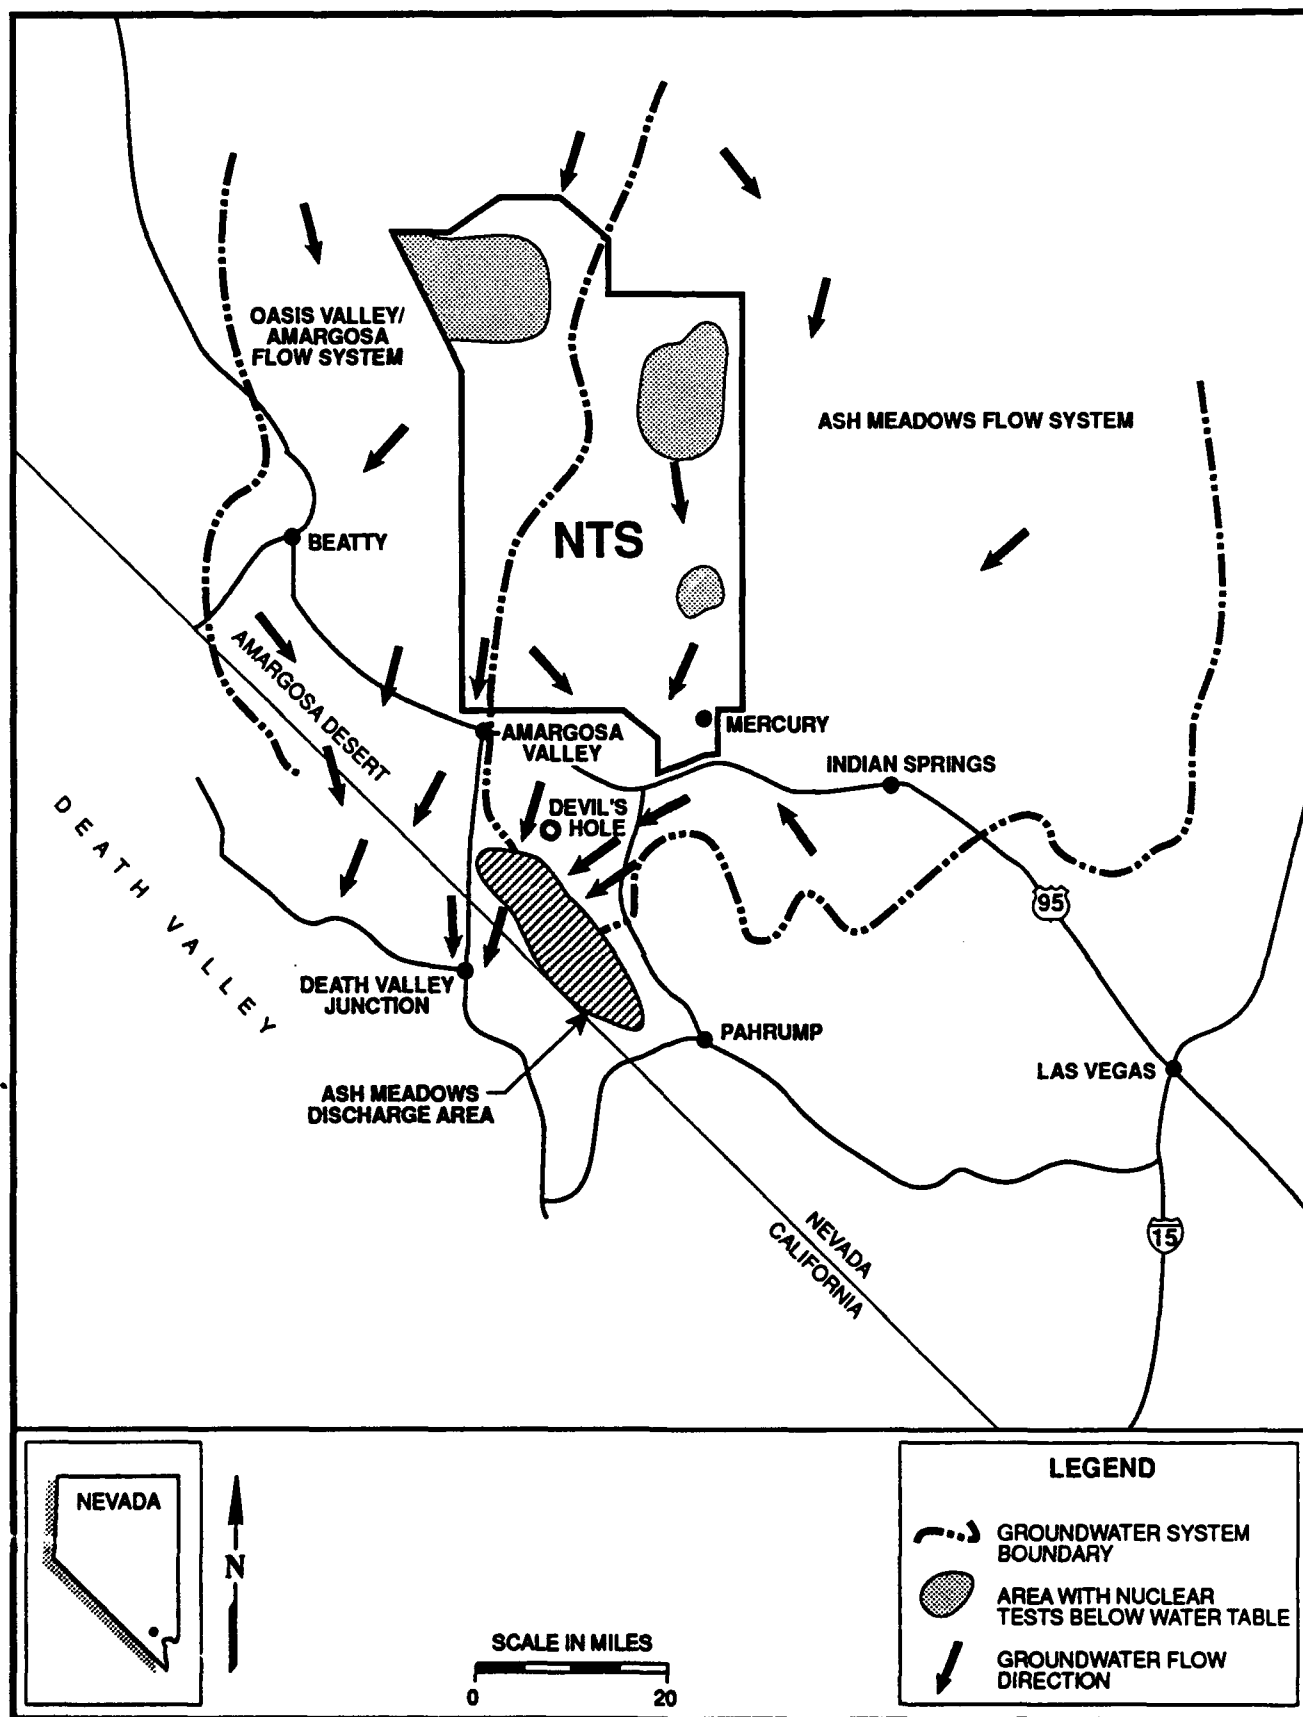 OASIS VALLEY/
AMARGOSA
FLOW SYSTEM
ASH MEADOWS FLOW SYSTEM
NTS
BEATTY
AMARGOSA DESERT
MERCURY
AMARGOSA
VALLEY
INDIAN SPRINGS
DEVIL'S
HOLE
DEATH VALLEY
95
DEATH VALLEY
JUNCTION
PAHRUMP
LAS VEGAS
ASH MEADOWS
DISCHARGE AREA
NEVADA
CALIFORNIA
15
NEVADA
N
SCALE IN MILES
0 20
LEGEND
GROUNDWATER SYSTEM
BOUNDARY
AREA WITH NUCLEAR
TESTS BELOW WATER TABLE
GROUNDWATER FLOW
DIRECTION